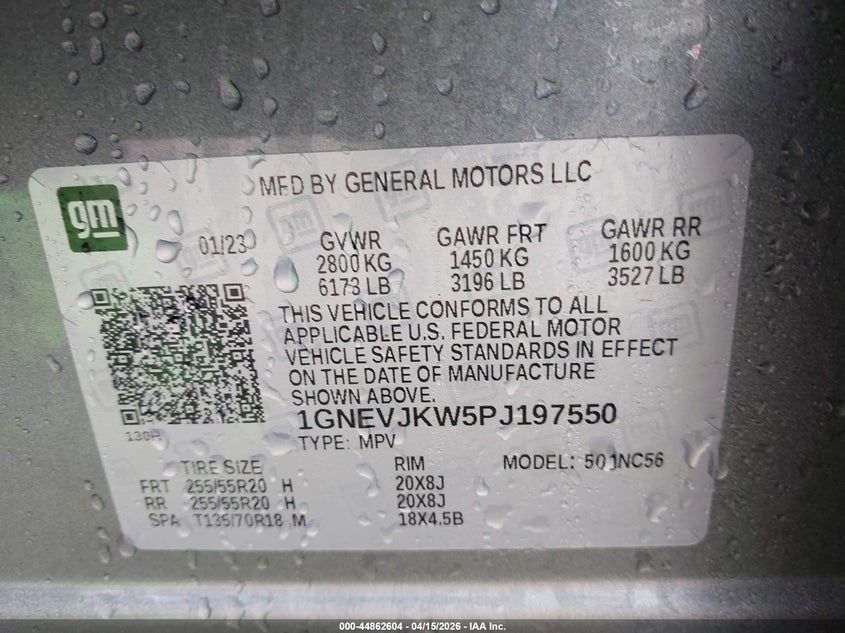 MFD BY GENERAL MOTORS LLC
gm
01/23
GVWR GAWR FRT GAWR RR
2800 KG 1450 KG 1600 KG
6173 LB 3196 LB 3527 LB
THIS VEHICLE CONFORMS TO ALL
APPLICABLE U.S. FEDERAL MOTOR
VEHICLE SAFETY STANDARDS IN EFFECT
ON THE DATE OF MANUFACTURE
SHOWN ABOVE.
1GNEVJKW5PJ197550
130H
TYPE: MPV
TIRE SIZE RIM MODEL: 501NC56
FRT 255/55R20 H 20X8J
RR 255/55R20 H 20X8J
SPA T135/70R18 M 18X4.5B
000-44862604 - 04/15/2026 - IAA Inc.